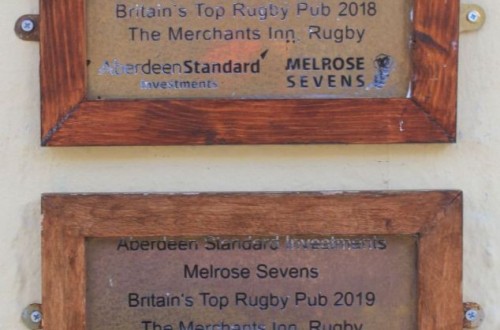 Britain's Top Rugby Pub 2018
The Merchants Inn, Rugby
AberdeenStandard MELROSE
Investments SEVENS
Aberdeen Standard Investments
Melrose Sevens
Britain's Top Rugby Pub 2019
The Merchants Inn, Rugby